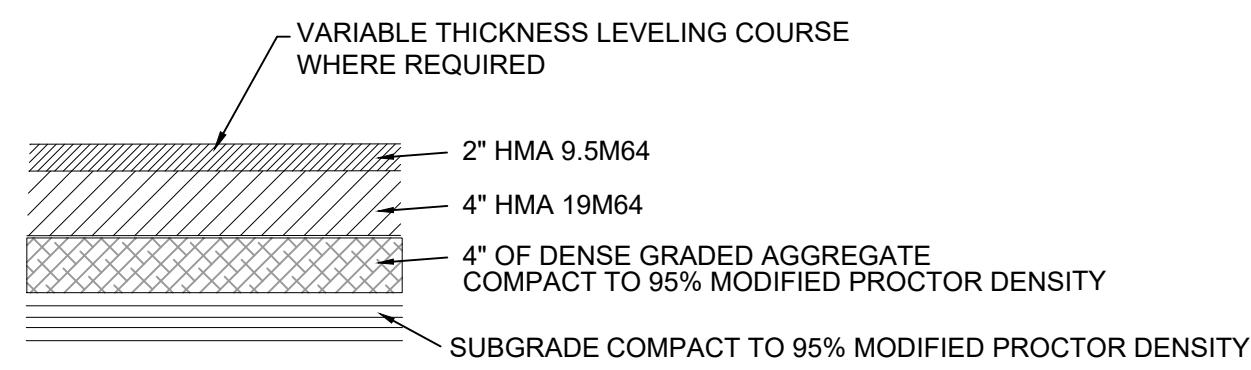 VARIABLE THICKNESS LEVELING COURSE
WHERE REQUIRED
2" HMA 9.5M64
4" HMA 19M64
4" OF DENSE GRADED AGGREGATE
COMPACT TO 95% MODIFIED PROCTOR DENSITY
SUBGRADE COMPACT TO 95% MODIFIED PROCTOR DENSITY